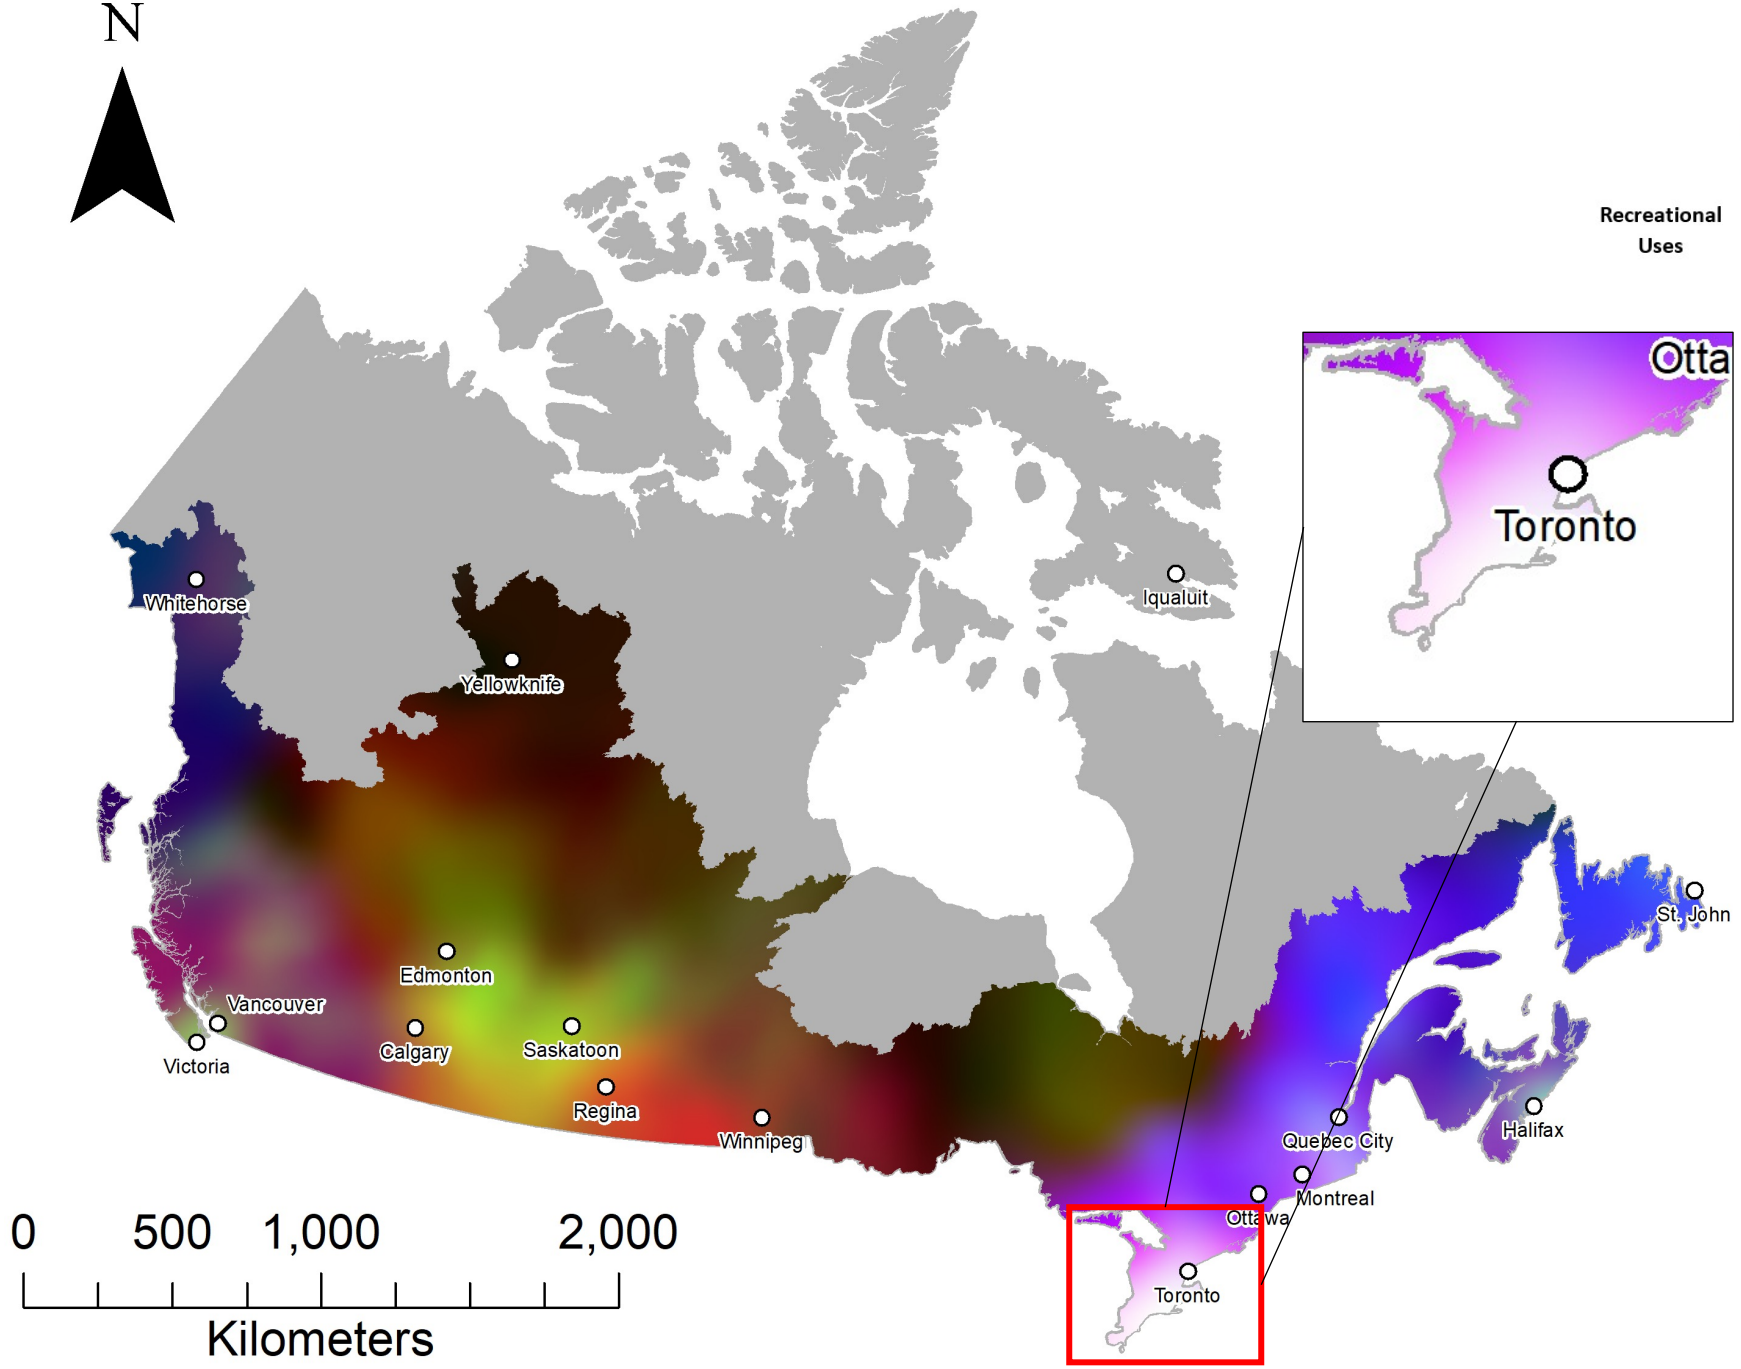 N
Recreational
Uses
Otta
Toronto
Whitehorse
Iqualuit
Yellowknife
St. John
Edmonton
Vancouver
Calgary
Saskatoon
Victoria
Regina
Winnipeg
Quebec City
Halifax
Montreal
Ottawa
Toronto
0 500 1,000 2,000
Kilometers